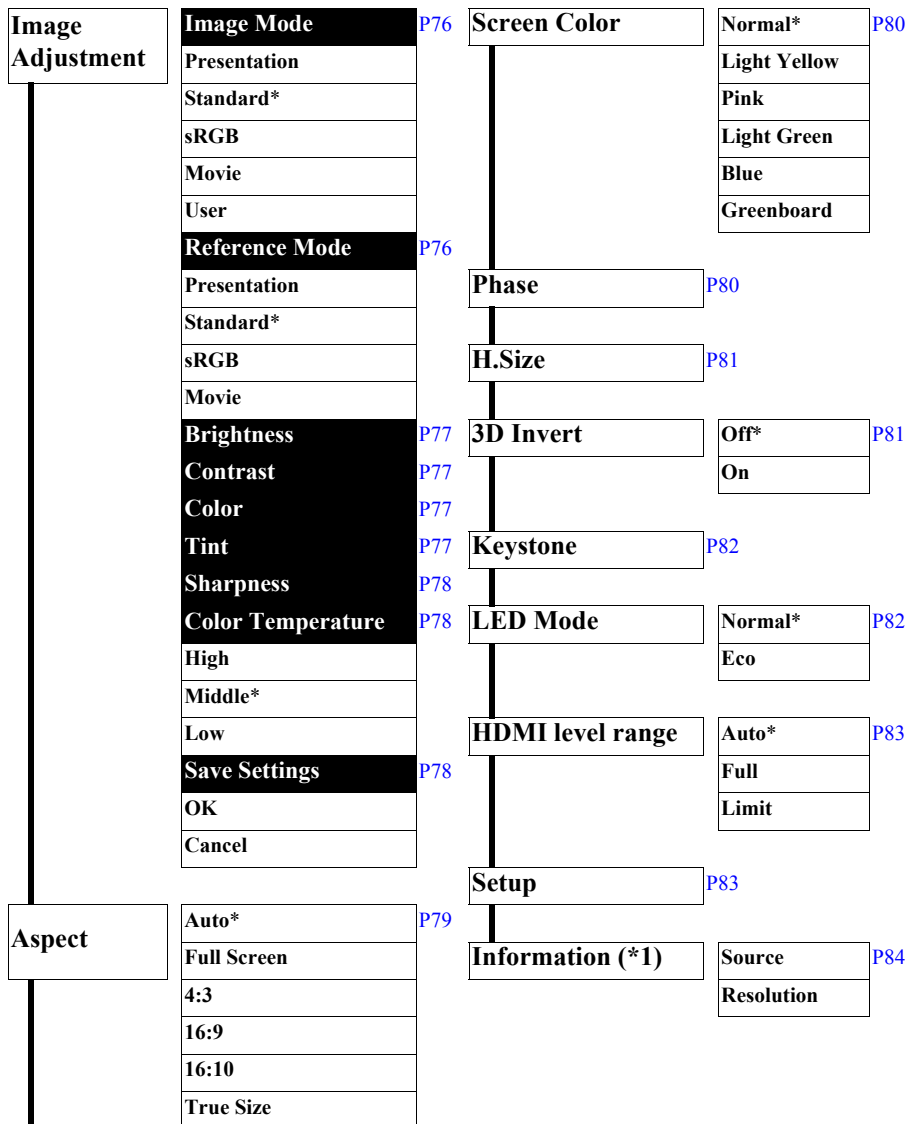 Image
Adjustment
Image Mode P76
Presentation
Standard*
sRGB
Movie
User
Reference Mode P76
Presentation
Standard*
sRGB
Movie
Brightness P77
Contrast P77
Color P77
Tint P77
Sharpness P78
Color Temperature P78
High
Middle*
Low
Save Settings P78
OK
Cancel
Aspect
Auto* P79
Full Screen
4:3
16:9
16:10
True Size
Screen Color
Normal* P80
Light Yellow
Pink
Light Green
Blue
Greenboard
Phase P80
H.Size P81
3D Invert
Off* P81
On
Keystone P82
LED Mode
Normal* P82
Eco
HDMI level range
Auto* P83
Full
Limit
Setup P83
Information (*1)
Source P84
Resolution